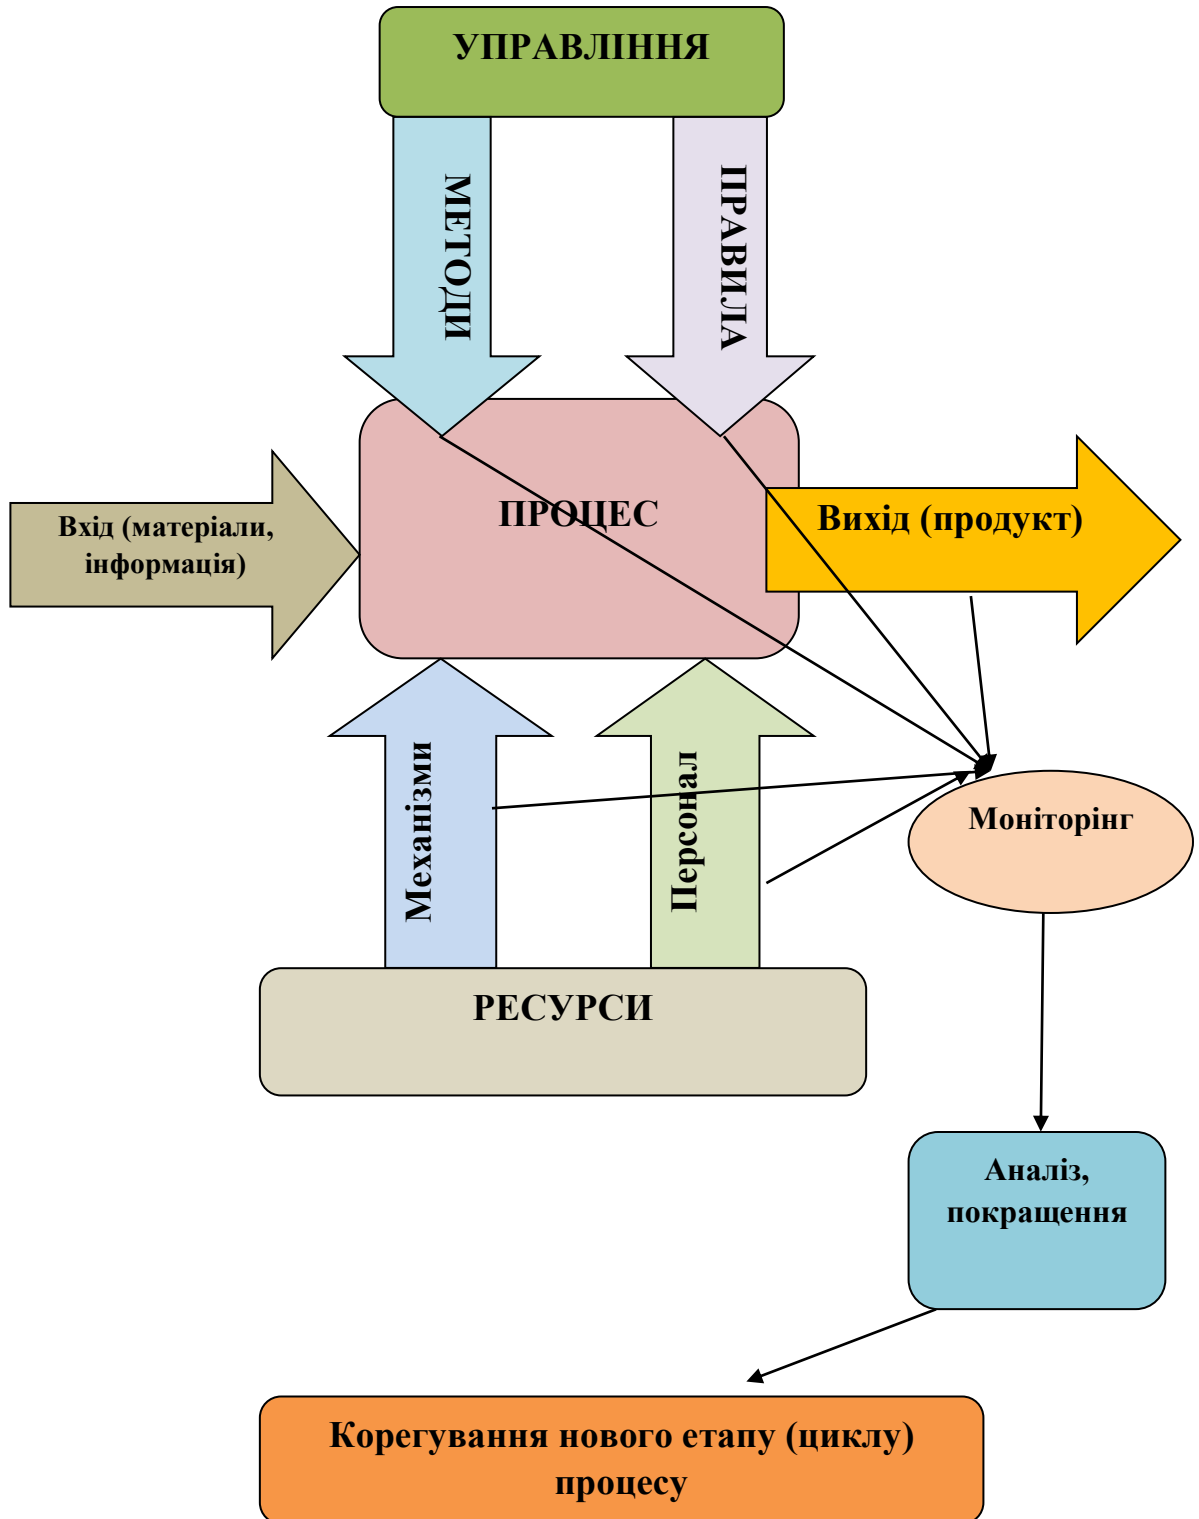 УПРАВЛІННЯ
МЕТОДИ
ПРАВИЛА
Вхід (матеріали,
інформація)
ПРОЦЕС
Вихід (продукт)
Механізми
Персонал
Моніторінг
РЕСУРСИ
Аналіз,
покращення
Корегування нового етапу (циклу)
процесу